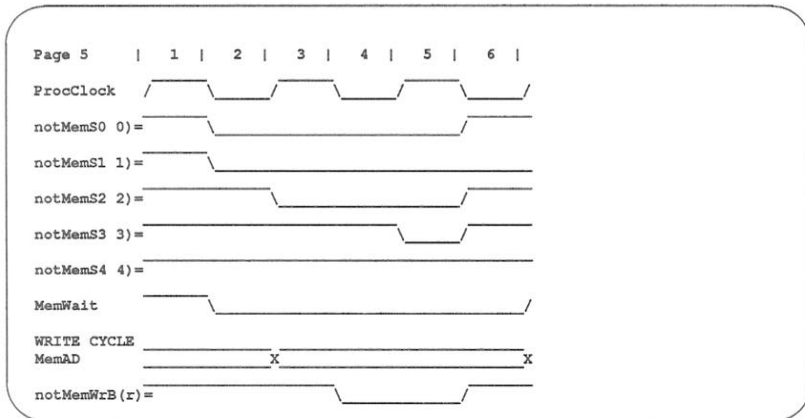 Page 5 | 1 | 2 | 3 | 4 | 5 | 6 |
ProcClock
notMemS0 0)=
notMemS1 1)=
notMemS2 2)=
notMemS3 3)=
notMemS4 4)=
MemWait
WRITE CYCLE
MemAD X X
notMemWrB(r)=